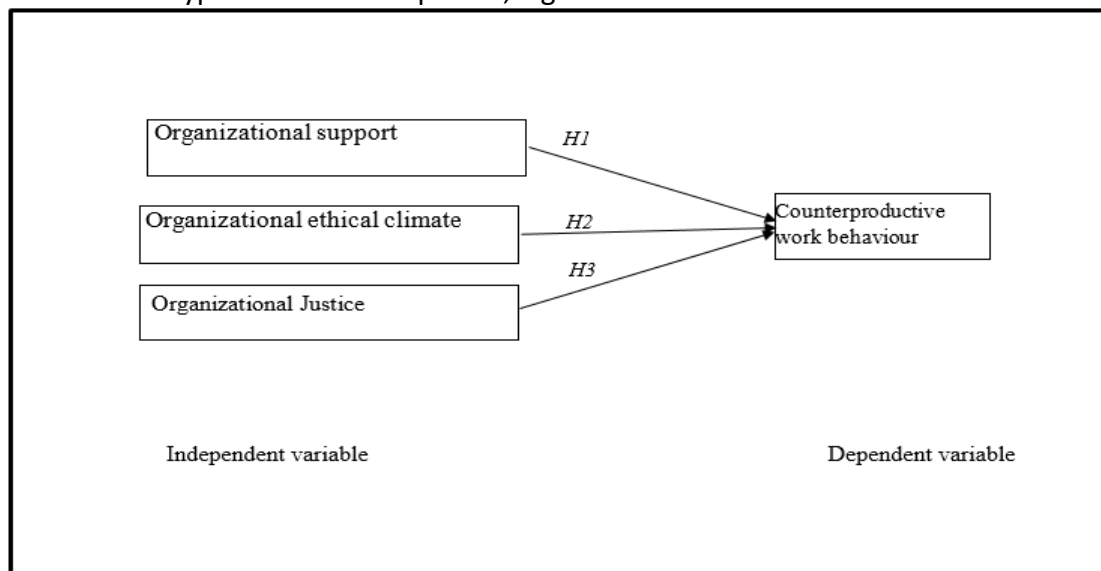 Organizational support
H1
Organizational ethical climate
H2
Counterproductive
work behaviour
H3
Organizational Justice
Independent variable
Dependent variable